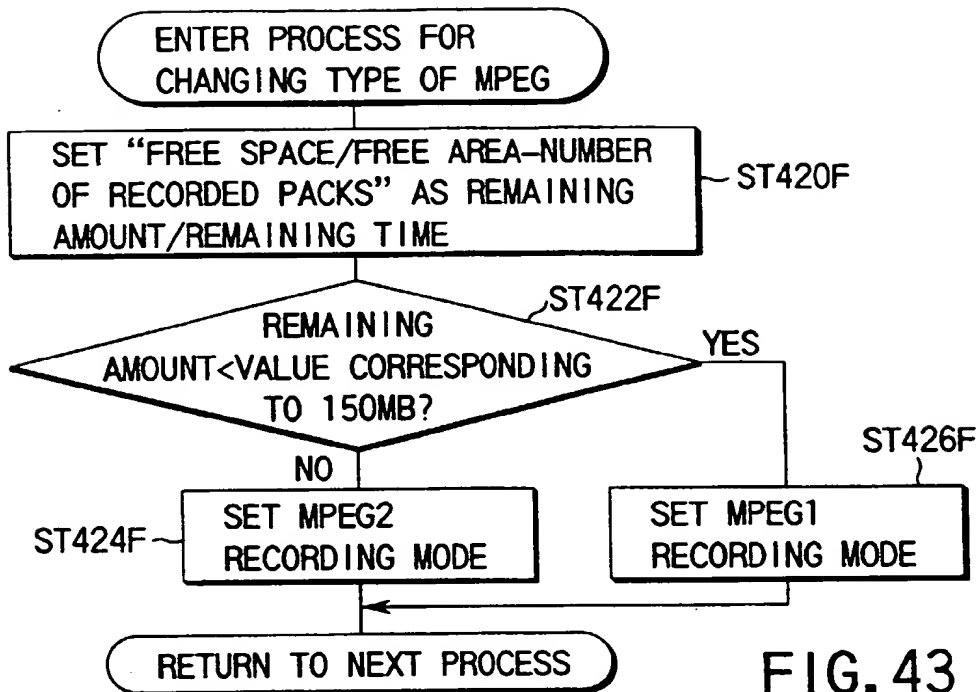 ENTER PROCESS FOR
CHANGING TYPE OF MPEG
SET “FREE SPACE/FREE AREA–NUMBER
OF RECORDED PACKS” AS REMAINING
AMOUNT/REMAINING TIME
ST420F
ST422F
REMAINING
AMOUNT<VALUE CORRESPONDING
TO 150MB?
YES
NO
ST426F
ST424F
SET MPEG2
RECORDING MODE
SET MPEG1
RECORDING MODE
RETURN TO NEXT PROCESS
FIG. 43